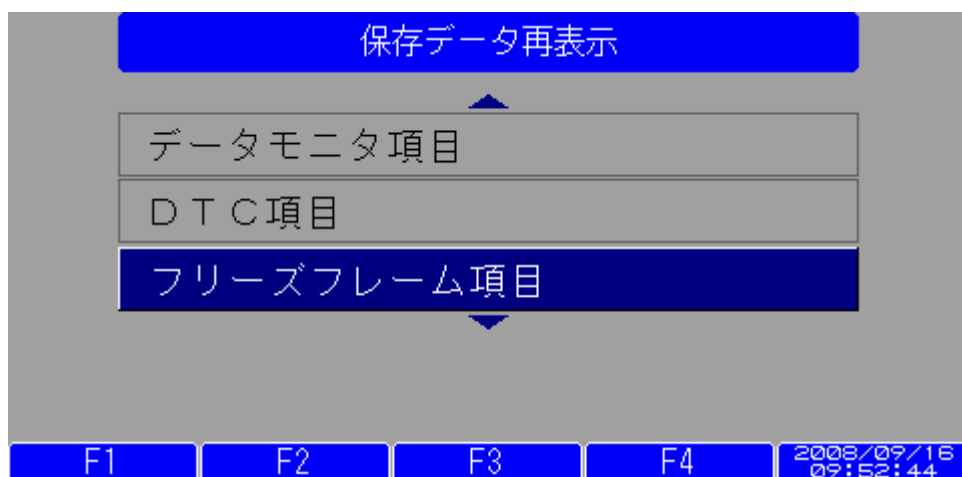 保存データ再表示
データモニタ項目
DTC項目
フリーズフレーム項目
F1 F2 F3 F4 2008/09/16
09:52:44